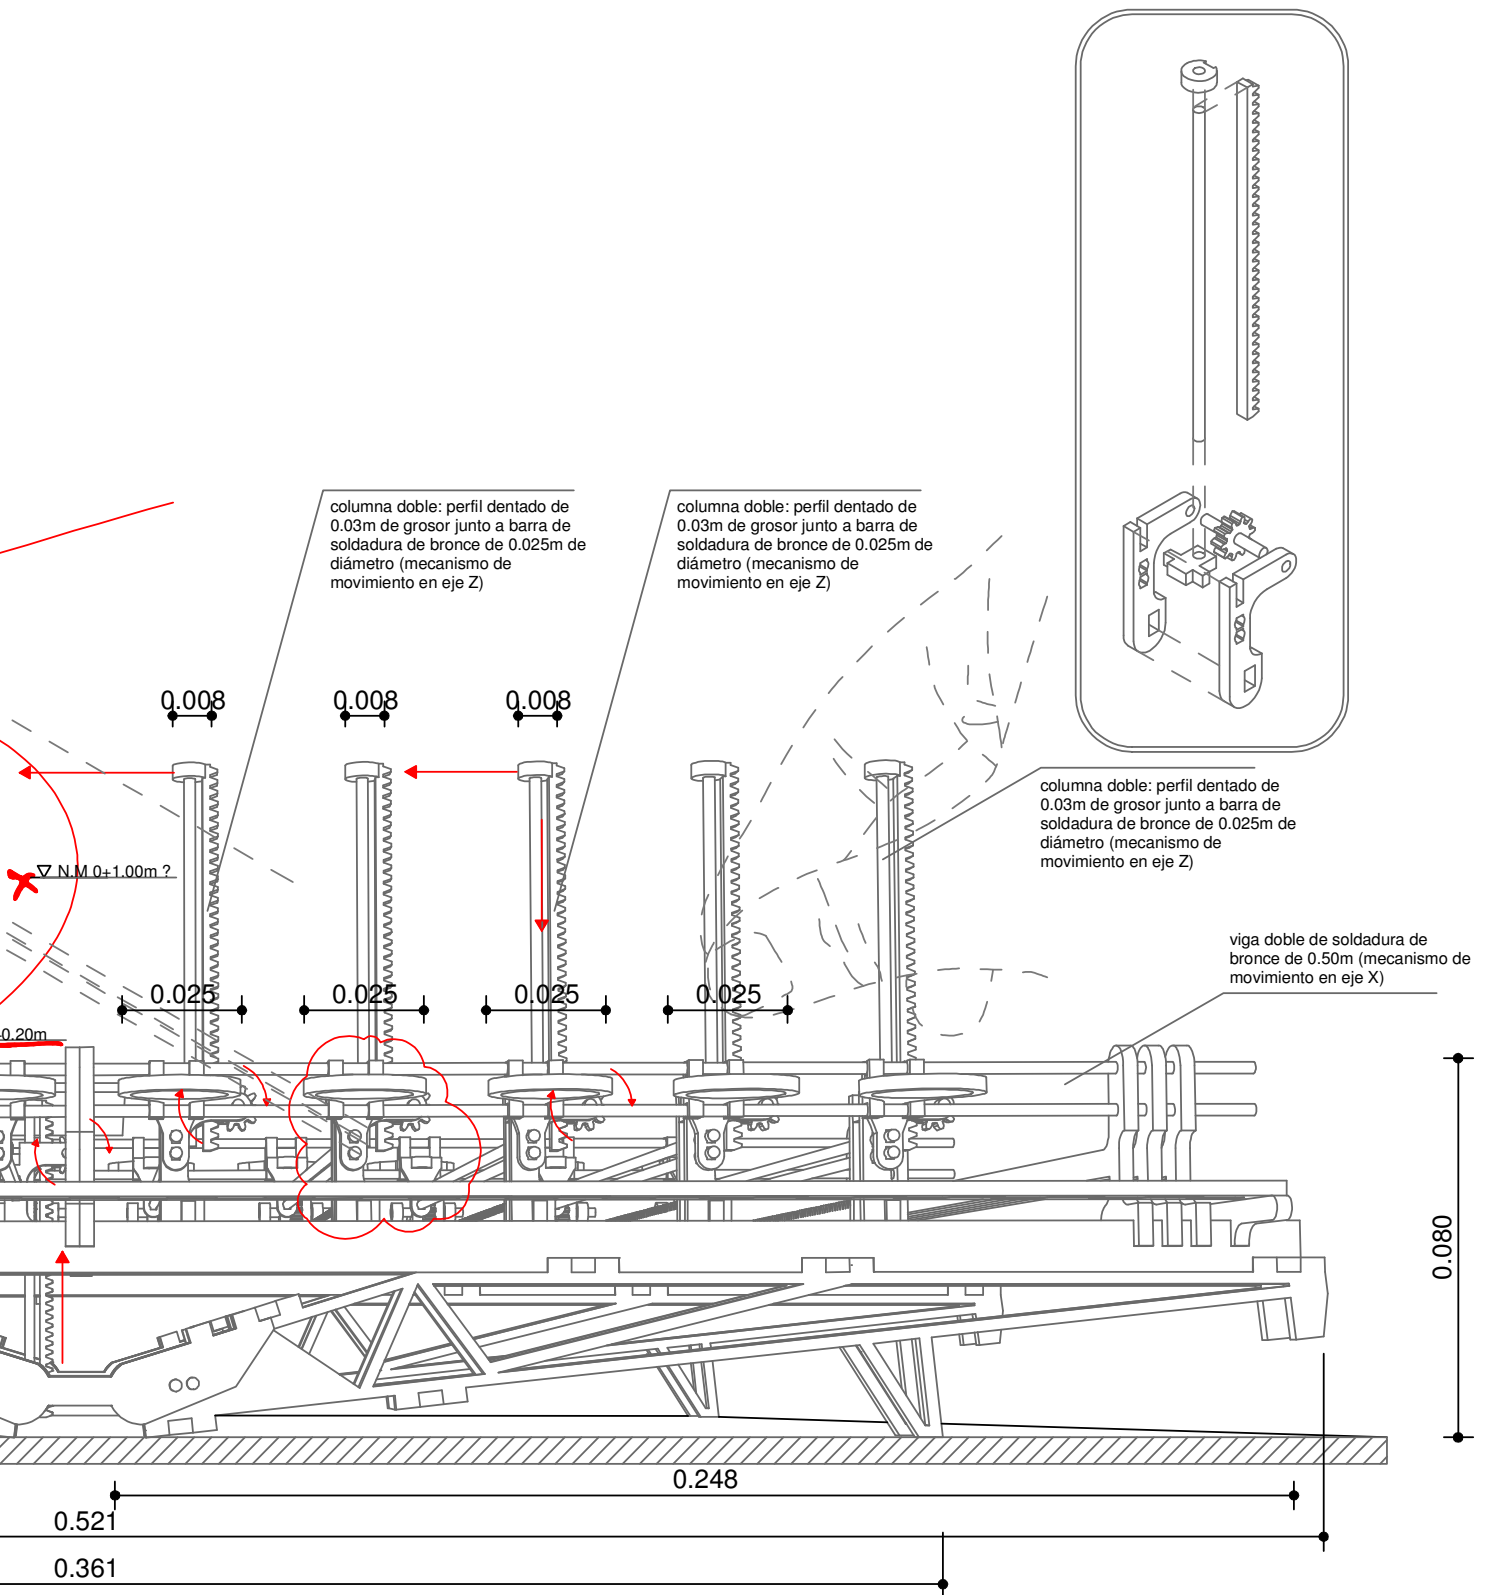 columna doble: perfil dentado de
0.03m de grosor junto a barra de
soldadura de bronce de 0.025m de
diámetro (mecanismo de
movimiento en eje Z)
columna doble: perfil dentado de
0.03m de grosor junto a barra de
soldadura de bronce de 0.025m de
diámetro (mecanismo de
movimiento en eje Z)
0.008
0.008
0.008
columna doble: perfil dentado de
0.03m de grosor junto a barra de
soldadura de bronce de 0.025m de
diámetro (mecanismo de
movimiento en eje Z)
N.M 0+1.00m ?
viga doble de soldadura de
bronce de 0.50m (mecanismo de
movimiento en eje X)
0.025
0.025
0.025
0.025
0.20m
0.080
0.248
0.521
0.361